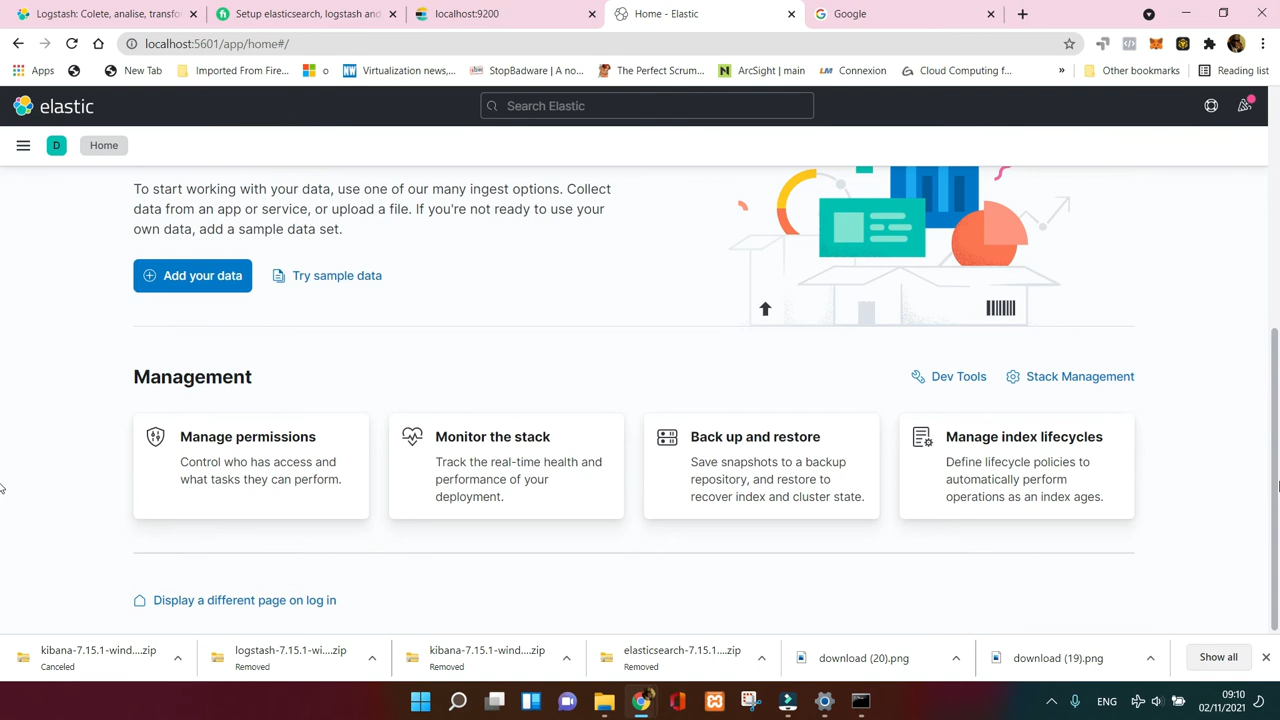 Logstash: Colete, analise, transfo
Setup elasticsearch, logstash and
localhost:9200
Home - Elastic
Google
localhost:5601/app/home#/
Apps
New Tab
Imported From Fire...
o
NW Virtualization news,...
StopBadware | A no...
The Perfect Scrum...
N ArcSight | main
LM Connexion
Cloud Computing f...
»
Other bookmarks
Reading list
elastic
Search Elastic
D
Home
To start working with your data, use one of our many ingest options. Collect
data from an app or service, or upload a file. If you're not ready to use your
own data, add a sample data set.
Add your data
Try sample data
Management
Dev Tools
Stack Management
Manage permissions
Control who has access and
what tasks they can perform.
Monitor the stack
Track the real-time health and
performance of your
deployment.
Back up and restore
Save snapshots to a backup
repository, and restore to
recover index and cluster state.
Manage index lifecycles
Define lifecycle policies to
automatically perform
operations as an index ages.
Display a different page on log in
kibana-7.15.1-wind....zip
Canceled
logstash-7.15.1-wi....zip
Removed
kibana-7.15.1-wind....zip
Removed
elasticsearch-7.15.1....zip
Removed
download (20).png
download (19).png
Show all
ENG
09:10
02/11/2021